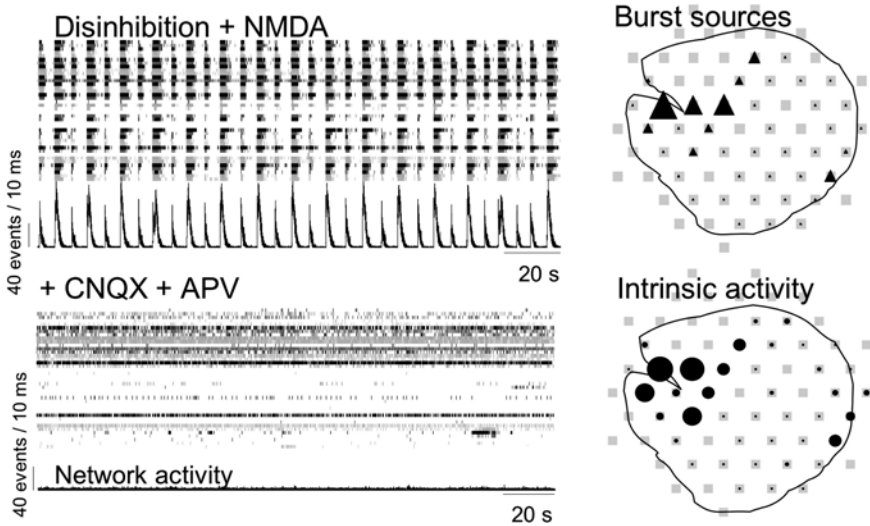 Disinhibition + NMDA
Burst sources
40 events / 10 ms
20 s
+ CNQX + APV
Intrinsic activity
40 events / 10 ms
Network activity
20 s